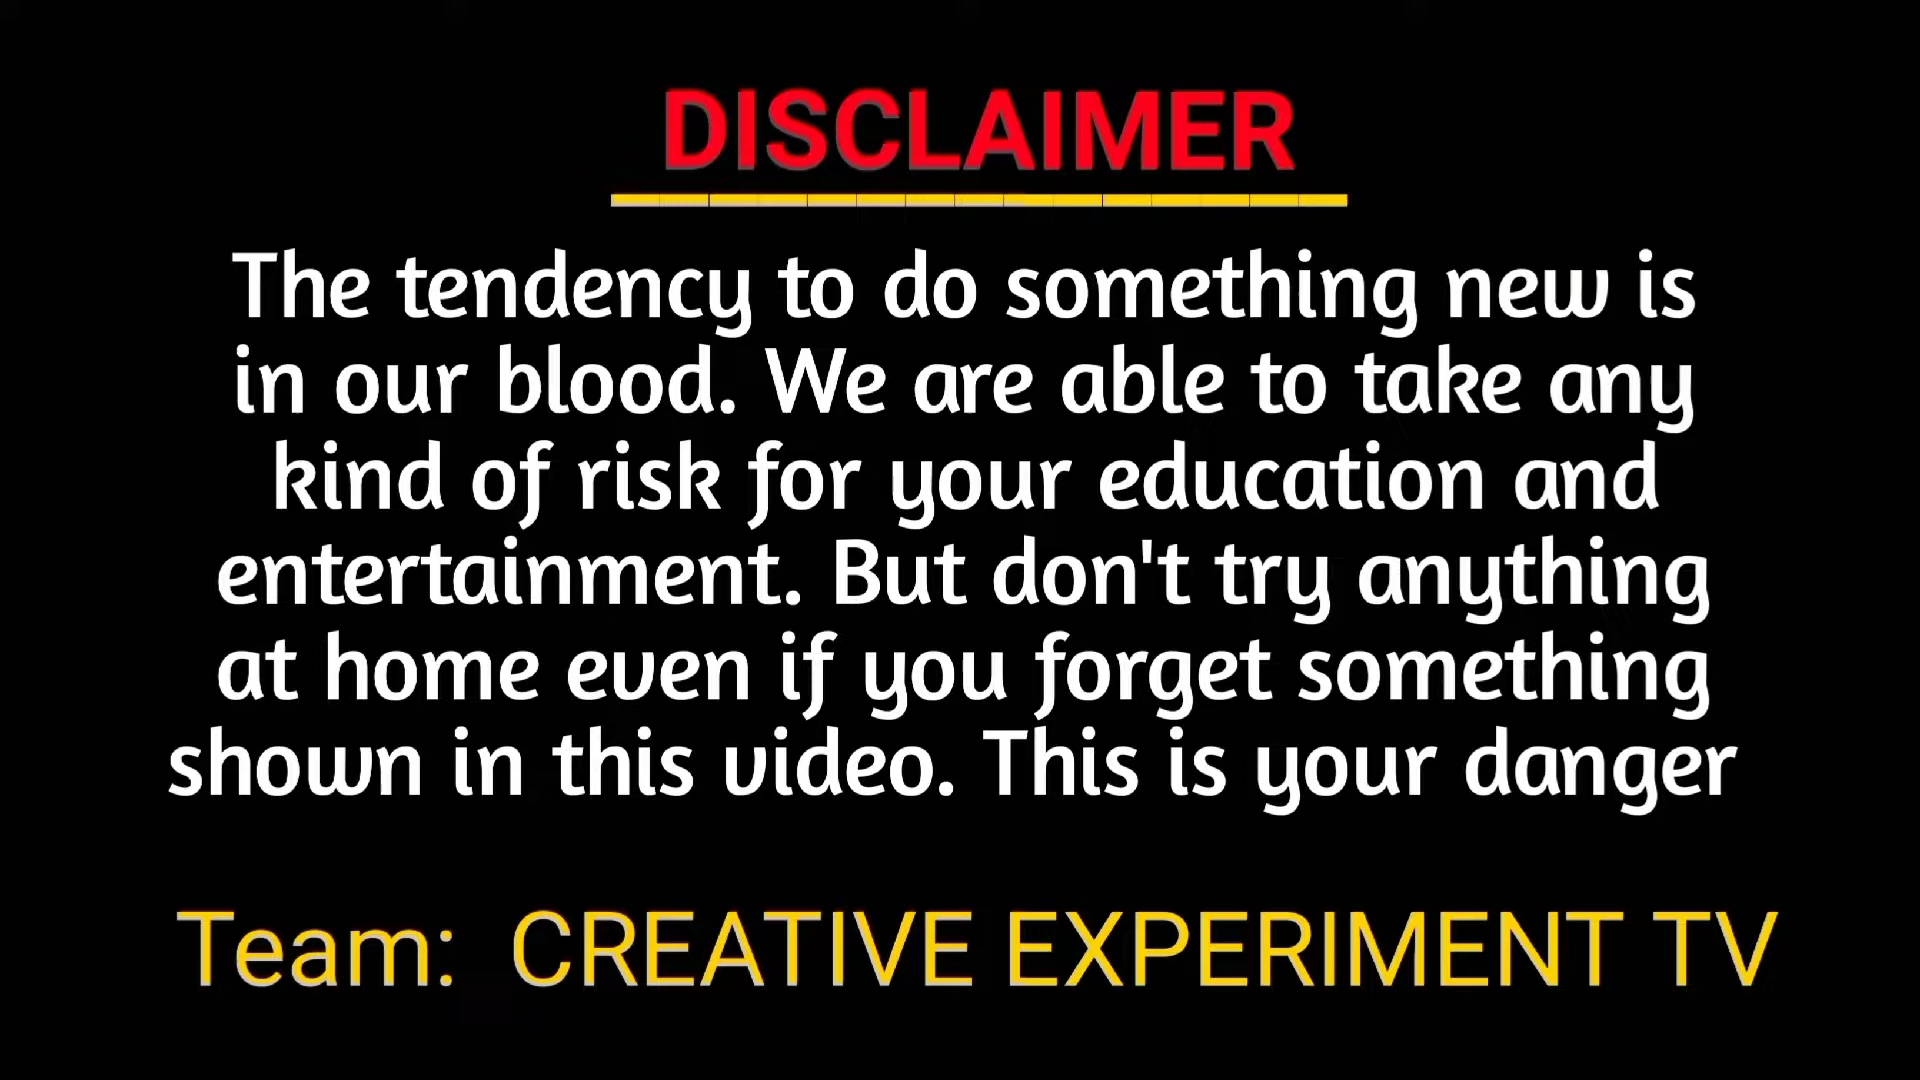 DISCLAIMER
The tendency to do something new is
in our blood. We are able to take any
kind of risk for your education and
entertainment. But don't try anything
at home even if you forget something
shown in this video. This is your danger
Team: CREATIVE EXPERIMENT TV